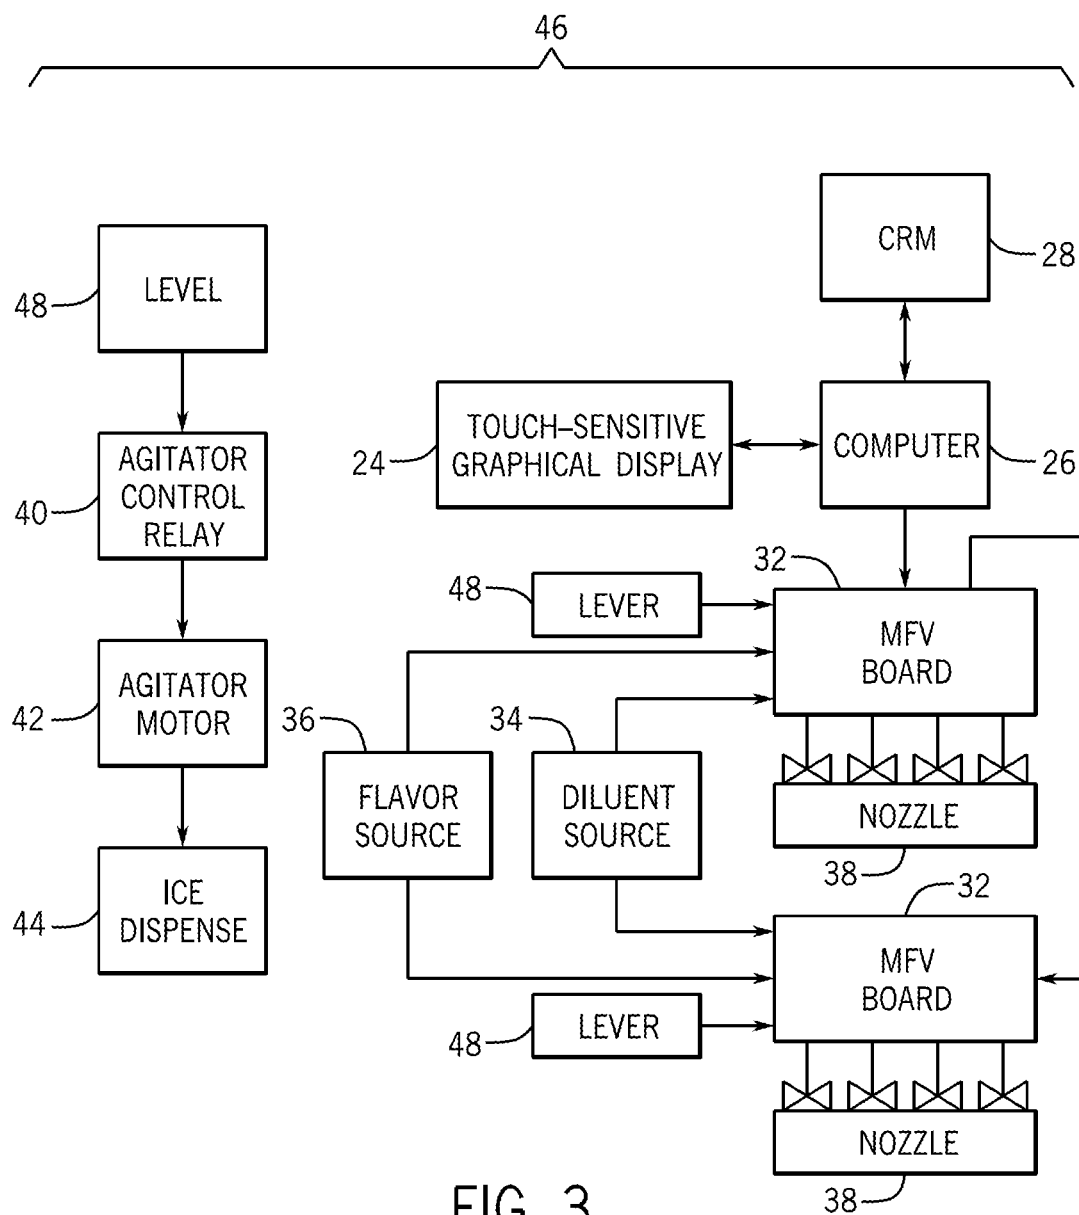 46
CRM
28
LEVEL
48
TOUCH–SENSITIVE
GRAPHICAL DISPLAY
24
COMPUTER
26
AGITATOR
CONTROL
RELAY
40
32
48
LEVER
MFV
BOARD
AGITATOR
MOTOR
42
36
34
FLAVOR
SOURCE
DILUENT
SOURCE
NOZZLE
38
32
ICE
DISPENSE
44
MFV
BOARD
48
LEVER
NOZZLE
38
FIG. 3